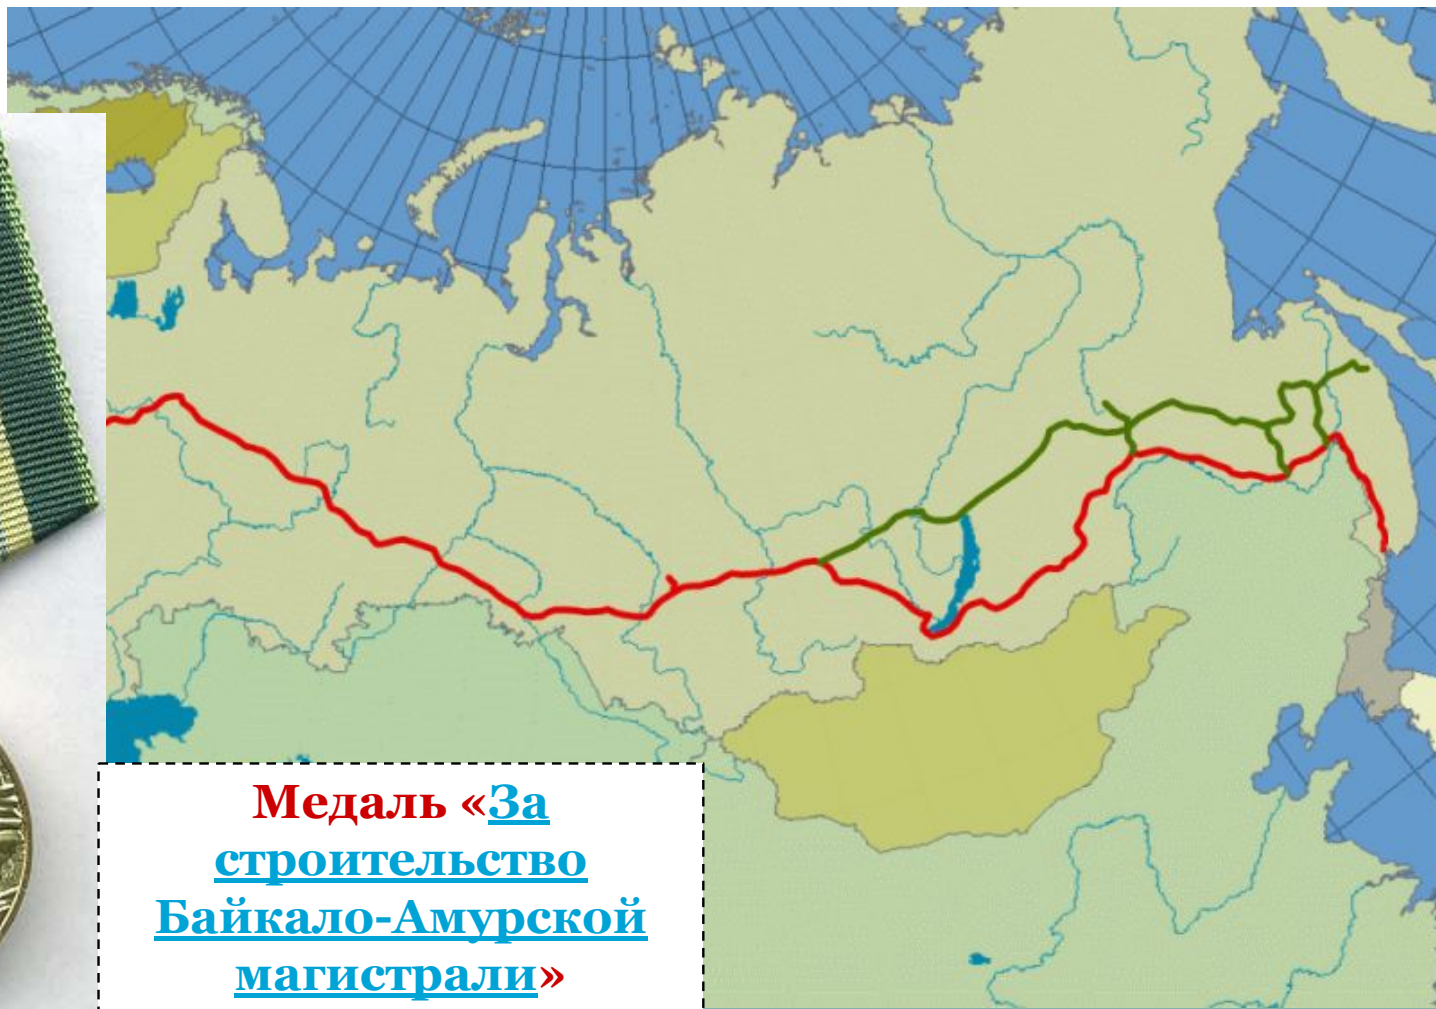 Медаль «За
строительство
Байкало-Амурской
магистрали»